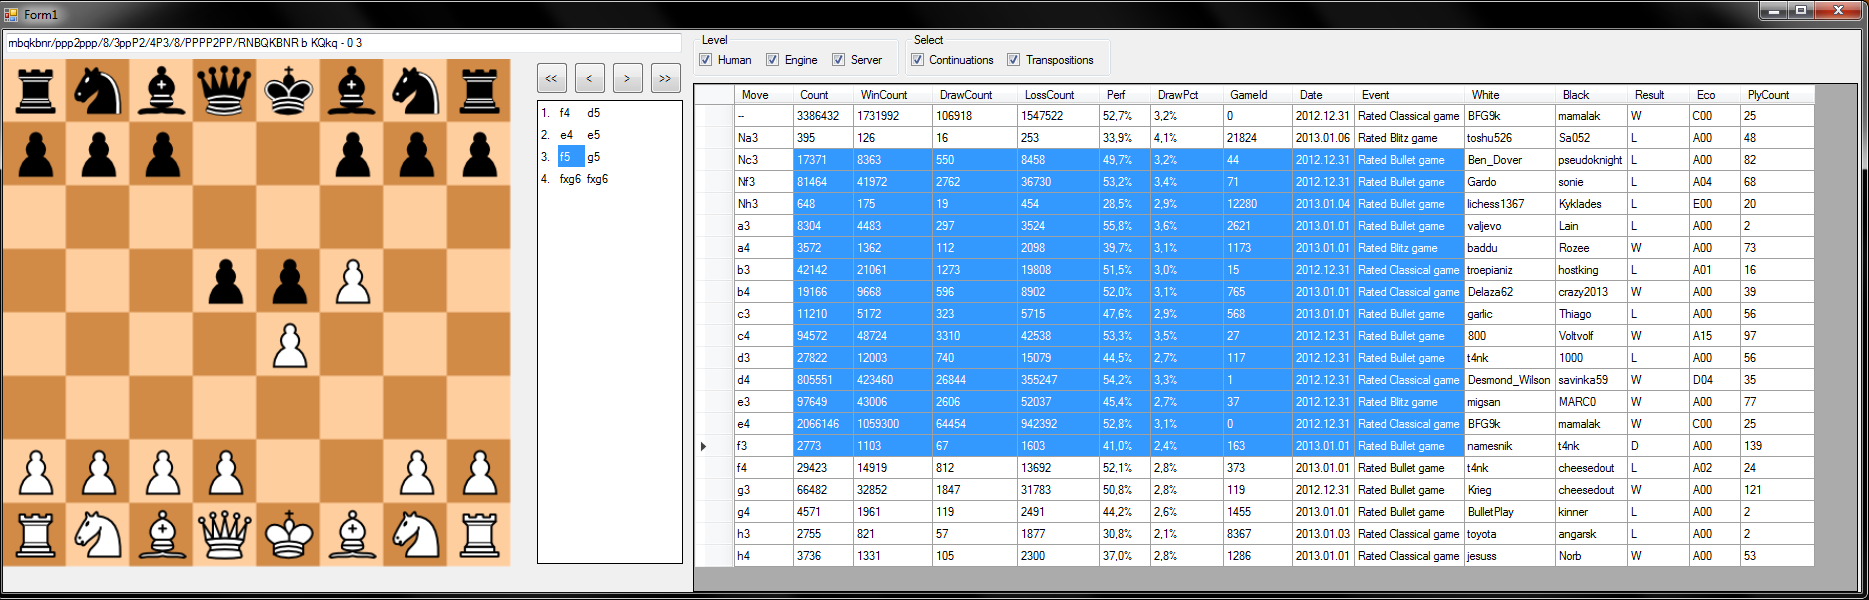 Form1
rnbqkbnr/ppp2ppp/8/3ppP2/4P3/8/PPPP2PP/RNBQKBNR b KQkq - 0 3
<< < > >>
1. f4 d5
2. e4 e5
3. f5 g5
4. fxg6 fxg6
Level
Human Engine Server
Select
Continuations Transpositions
Move Count WinCount DrawCount LossCount Perf DrawPct GameId Date Event White Black Result Eco PlyCount
-- 3386432 1731992 106918 1547522 52,7% 3,2% 0 2012.12.31 Rated Classical game BFG9k mamalak W C00 25
Na3 395 126 16 253 33,9% 4,1% 21824 2013.01.06 Rated Blitz game toshu526 Sa052 L A00 48
Nc3 17371 8363 550 8458 49,7% 3,2% 44 2012.12.31 Rated Bullet game Ben_Dover pseudoknight L A00 82
Nf3 81464 41972 2762 36730 53,2% 3,4% 71 2012.12.31 Rated Bullet game Gardo sonie L A04 68
Nh3 648 175 19 454 28,5% 2,9% 12280 2013.01.04 Rated Bullet game lichess1367 Kyklades L E00 20
a3 8304 4483 297 3524 55,8% 3,6% 2621 2013.01.01 Rated Bullet game valjevo Lain L A00 2
a4 3572 1362 112 2098 39,7% 3,1% 1173 2013.01.01 Rated Blitz game baddu Rozee W A00 73
b3 42142 21061 1273 19808 51,5% 3,0% 15 2012.12.31 Rated Classical game troepianiz hostking L A01 16
b4 19166 9668 596 8902 52,0% 3,1% 765 2013.01.01 Rated Classical game Delaza62 crazy2013 W A00 39
c3 11210 5172 323 5715 47,6% 2,9% 568 2013.01.01 Rated Bullet game garlic Thiago L A00 56
c4 94572 48724 3310 42538 53,3% 3,5% 27 2012.12.31 Rated Bullet game 800 Voltvolf W A15 97
d3 27822 12003 740 15079 44,5% 2,7% 117 2012.12.31 Rated Bullet game t4nk 1000 L A00 56
d4 805551 423460 26844 355247 54,2% 3,3% 1 2012.12.31 Rated Classical game Desmond_Wilson savinka59 W D04 35
e3 97649 43006 2606 52037 45,4% 2,7% 37 2012.12.31 Rated Blitz game migsan MARC0 W A00 77
e4 2066146 1059300 64454 942392 52,8% 3,1% 0 2012.12.31 Rated Classical game BFG9k mamalak W C00 25
f3 2773 1103 67 1603 41,0% 2,4% 163 2013.01.01 Rated Bullet game namesnik t4nk D A00 139
f4 29423 14919 812 13692 52,1% 2,8% 373 2013.01.01 Rated Bullet game t4nk cheesedout L A02 24
g3 66482 32852 1847 31783 50,8% 2,8% 119 2012.12.31 Rated Bullet game Krieg cheesedout W A00 121
g4 4571 1961 119 2491 44,2% 2,6% 1455 2013.01.01 Rated Bullet game BulletPlay kinner L A00 2
h3 2755 821 57 1877 30,8% 2,1% 8367 2013.01.03 Rated Classical game toyota angarsk L A00 2
h4 3736 1331 105 2300 37,0% 2,8% 1286 2013.01.01 Rated Classical game jesuss Norb W A00 53